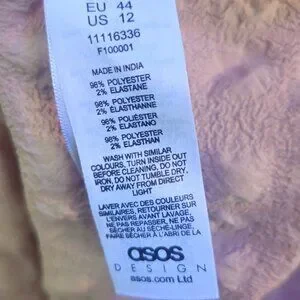 EU 44
US 12
11116336
F100001
MADE IN INDIA
98% POLYESTER
2% ELASTANE
98% POLYESTER
2% ELASTHANNE
98% POLIÉSTER
2% ELASTANO
98% POLYESTER
2% ELASTHAN
WASH WITH SIMILAR
COLOURS, TURN INSIDE OUT
BEFORE CLEANING. DO NOT
IRON, DO NOT TUMBLE DRY.
DRY AWAY FROM DIRECT
LIGHT
LAVER AVEC DES COULEURS
SIMILAIRES, RETOURNER SUR
L'ENVERS AVANT LAVAGE,
NE PAS REPASSER, NE PAS
SÉCHER AU SÈCHE-LINGE.
FAIRE SÉCHER À L'ABRI DE LA
asos
DESIGN
asos.com Ltd